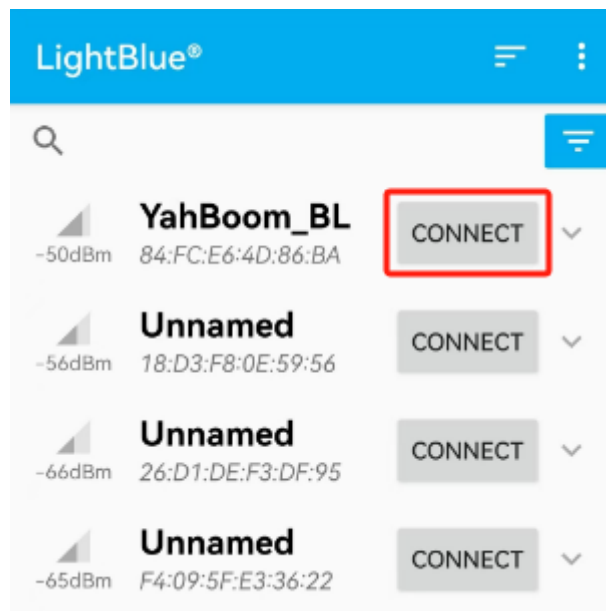 LightBlue®
YahBoom_BL
CONNECT
-50dBm
84:FC:E6:4D:86:BA
Unnamed
CONNECT
-56dBm
18:D3:F8:0E:59:56
Unnamed
CONNECT
-66dBm
26:D1:DE:F3:DF:95
Unnamed
CONNECT
-65dBm
F4:09:5F:E3:36:22